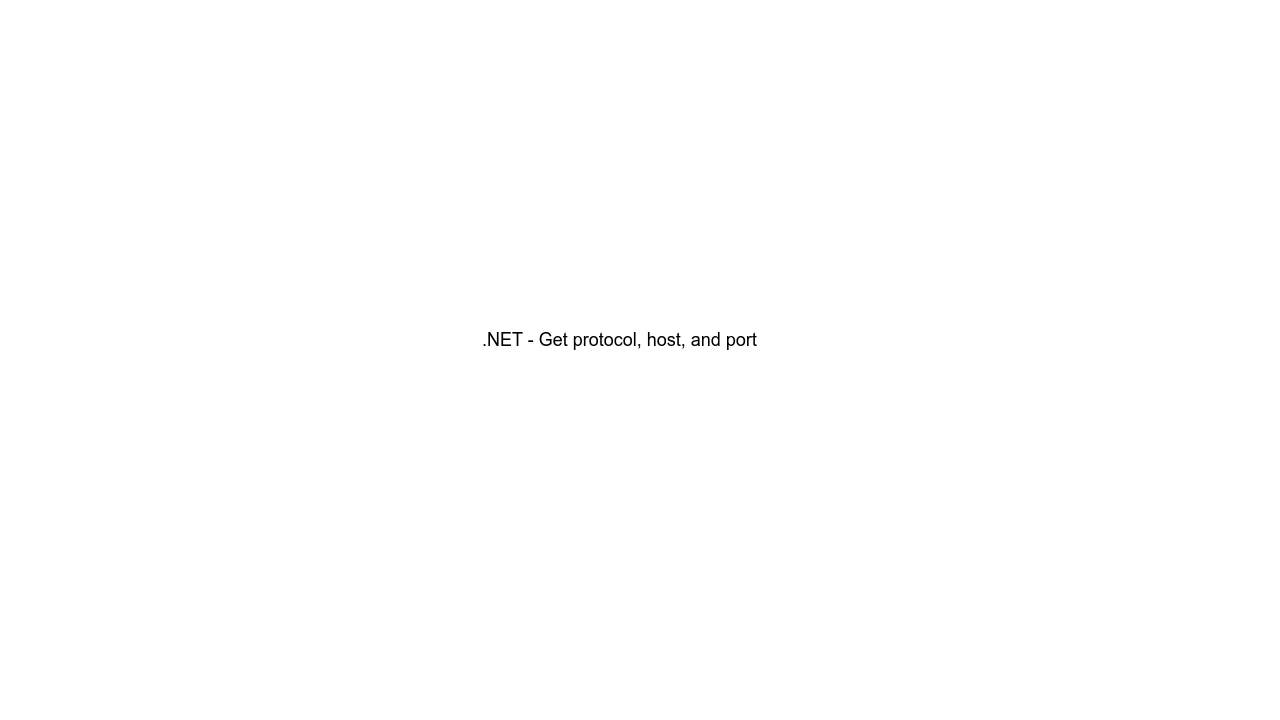 .NET - Get protocol, host, and port